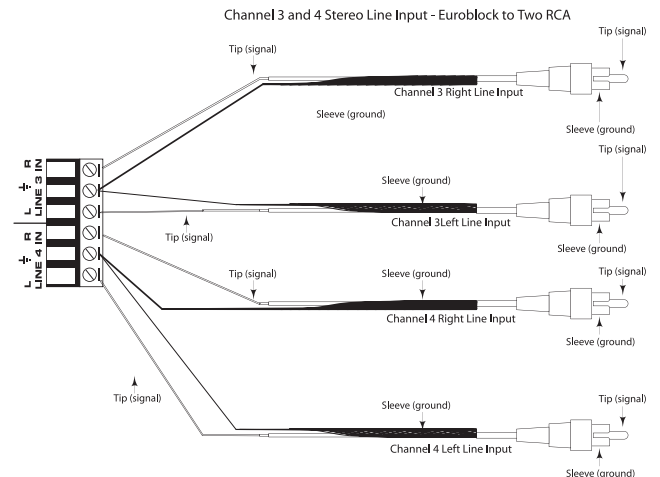 Channel 3 and 4 Stereo Line Input - Euroblock to Two RCA
Tip (signal)
Tip (signal)
Channel 3 Right Line Input
Sleeve (ground)
Sleeve (ground)
Tip (signal)
R
⏚
L
LINE 3 IN
R
⏚
L
LINE 4 IN
Sleeve (ground)
Channel 3Left Line Input
Tip (signal)
Sleeve (ground)
Tip (signal)
Sleeve (ground)
Tip (signal)
Channel 4 Right Line Input
Sleeve (ground)
Tip (signal)
Tip (signal)
Sleeve (ground)
Channel 4 Left Line Input
Sleeve (ground)